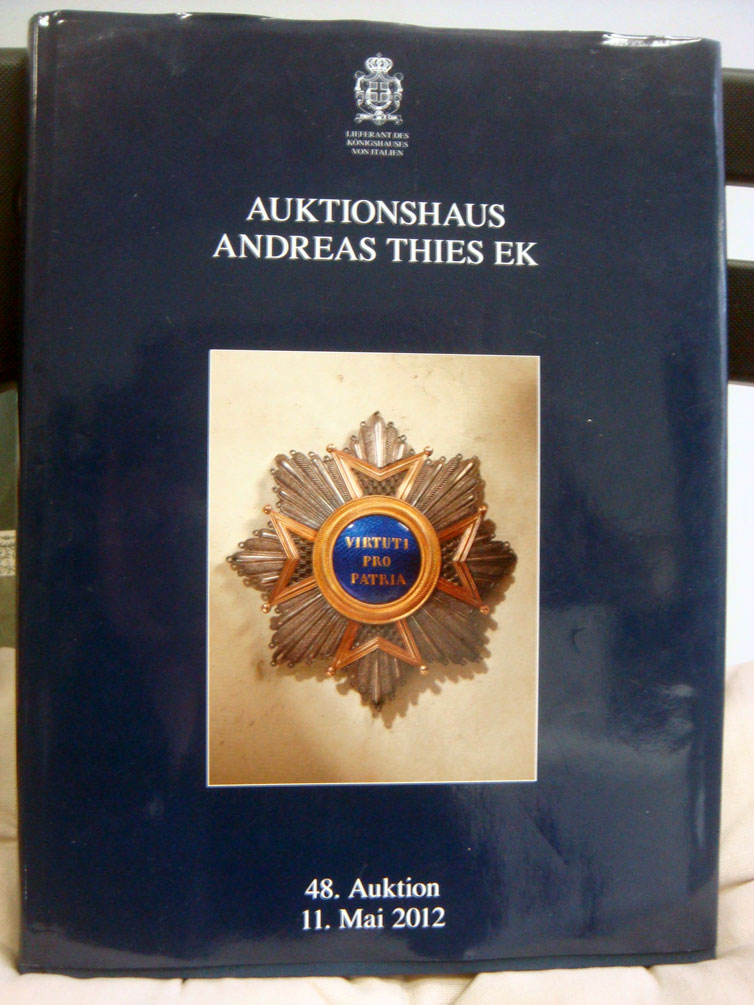 LIEFERANT DES
KÖNIGSHAUSES
VON ITALIEN
AUKTIONSHAUS
ANDREAS THIES EK
VIRTUTI
PRO
PATRIA
48. Auktion
11. Mai 2012